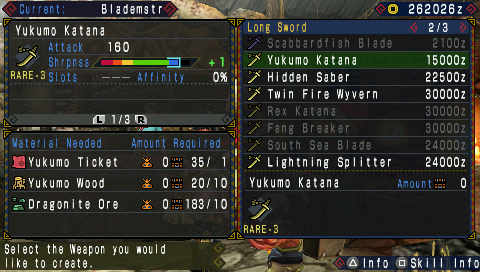 Current: Blademstr
262026z
Yukumo Katana
Attack 160
Shrpnss + 1
RARE-3
Slots --- Affinity 0%
L 1/3 R
Material Needed Amount Required
Yukumo Ticket 0 35/ 1
Yukumo Wood 0 20/10
Dragonite Ore 0 183/10
Long Sword 2/3
Scabbardfish Blade 2100z
Yukumo Katana 15000z
Hidden Saber 22500z
Twin Fire Wyvern 30000z
Rex Katana 30000z
Fang Breaker 30000z
South Sea Blade 24000z
Lightning Splitter 24000z
Yukumo Katana Amount 0
RARE-3
Select the Weapon you would
like to create.
Info Skill Info